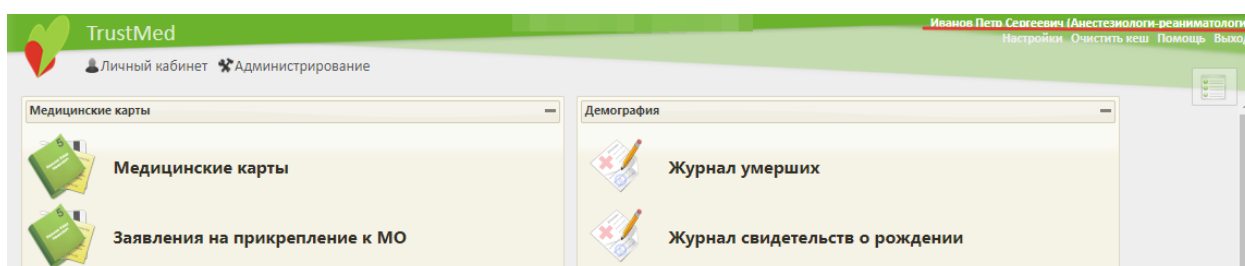 TrustMed
Иванов Петр Сергеевич (Анестезиологи-реаниматологи
Настройки Очистить кеш Помощь Выход
Личный кабинет Администрирование
Медицинские карты
Демография
Медицинские карты
Журнал умерших
Заявления на прикрепление к МО
Журнал свидетельств о рождении